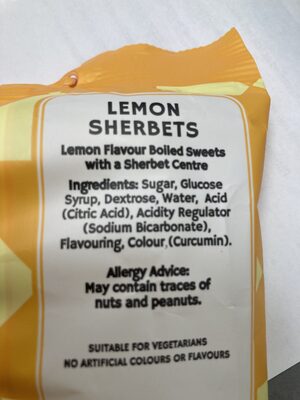 LEMON
SHERBETS
Lemon Flavour Boiled Sweets
with a Sherbet Centre
Ingredients: Sugar, Glucose
Syrup, Dextrose, Water, Acid
(Citric Acid), Acidity Regulator
(Sodium Bicarbonate),
Flavouring, Colour (Curcumin).
Allergy Advice:
May contain traces of
nuts and peanuts.
SUITABLE FOR VEGETARIANS
NO ARTIFICIAL COLOURS OR FLAVOURS